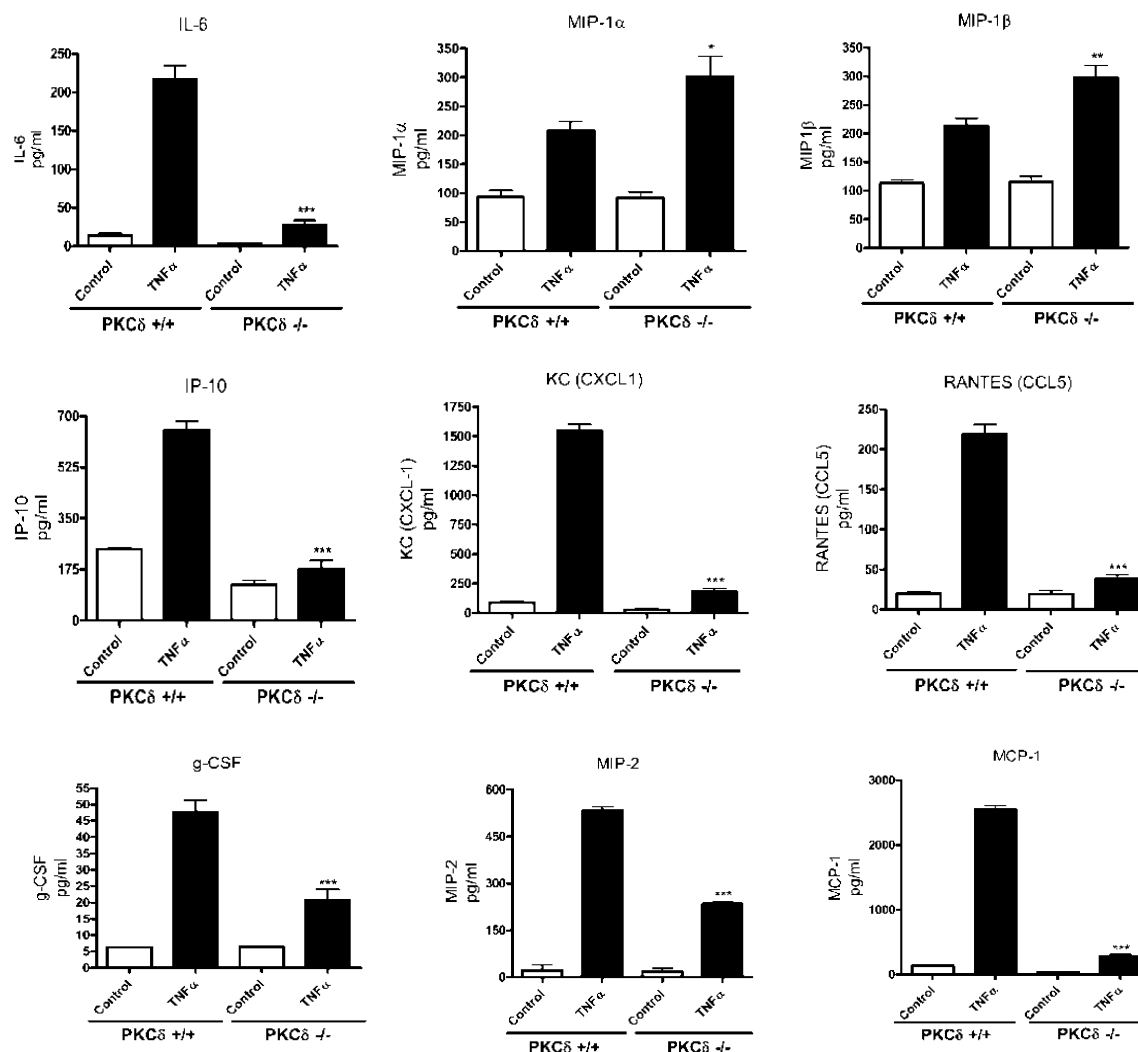 IL-6
IL-6
pg/ml
250
200
150
100
50
0
***
Control
TNFα
Control
TNFα
PKCδ +/+
PKCδ -/-
MIP-1α
MIP-1α
pg/ml
350
300
250
200
150
100
50
0
*
Control
TNFα
Control
TNFα
PKCδ +/+
PKCδ -/-
MIP-1β
MIP1β
pg/ml
350
300
250
200
150
100
50
0
**
Control
TNFα
Control
TNFα
PKCδ +/+
PKCδ -/-
IP-10
IP-10
pg/ml
700
525
350
175
0
***
Control
TNFα
Control
TNFα
PKCδ +/+
PKCδ -/-
KC (CXCL1)
KC (CXCL-1)
pg/ml
1750
1500
1250
1000
750
500
250
0
***
Control
TNFα
Control
TNFα
PKCδ +/+
PKCδ -/-
RANTES (CCL5)
RANTES (CCL5)
pg/ml
250
200
150
100
50
0
***
Control
TNFα
Control
TNFα
PKCδ +/+
PKCδ -/-
g-CSF
g-CSF
pg/ml
55
50
45
40
35
30
25
20
15
10
5
0
***
Control
TNFα
Control
TNFα
PKCδ +/+
PKCδ -/-
MIP-2
MIP-2
pg/ml
600
450
300
150
0
***
Control
TNFα
Control
TNFα
PKCδ +/+
PKCδ -/-
MCP-1
MCP-1
pg/ml
3000
2000
1000
0
***
Control
TNFα
Control
TNFα
PKCδ +/+
PKCδ -/-